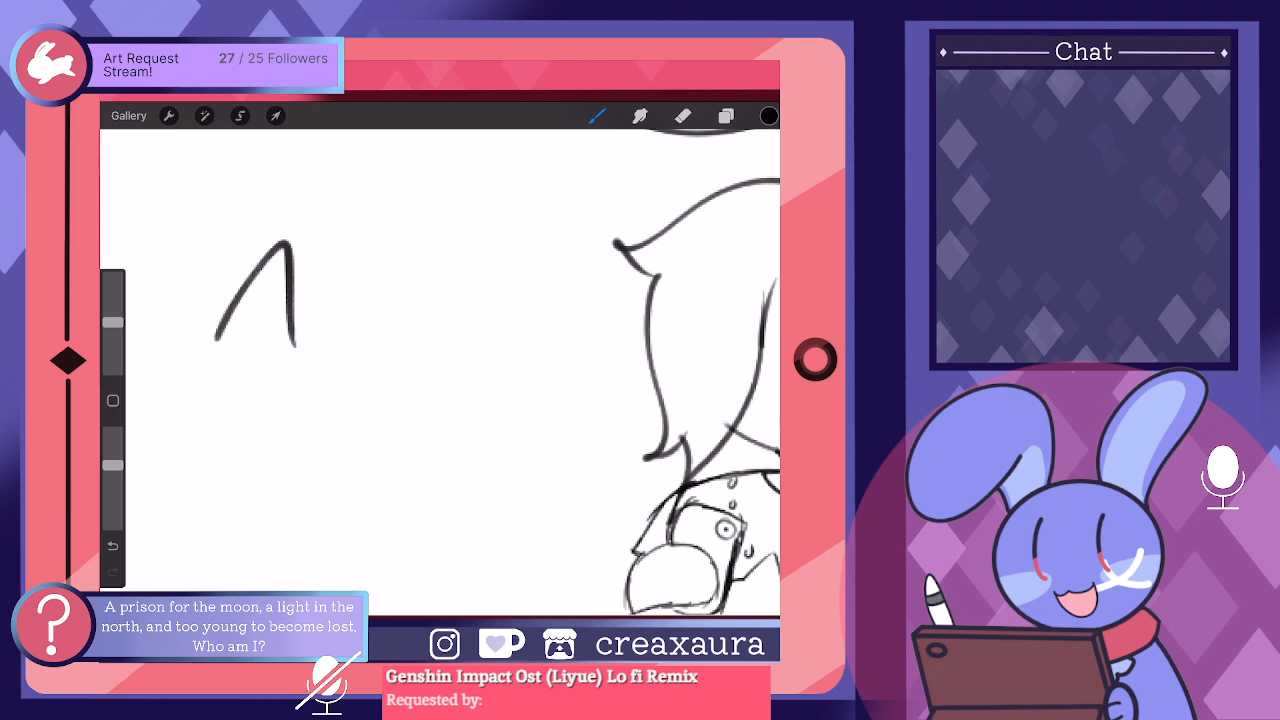 Art Request
Stream!
27 / 25 Followers
Chat
Gallery
A prison for the moon, a light in the
north, and too young to become lost.
Who am I?
?
creaxaura
Genshin Impact Ost (Liyue) Lo fi Remix
Requested by: